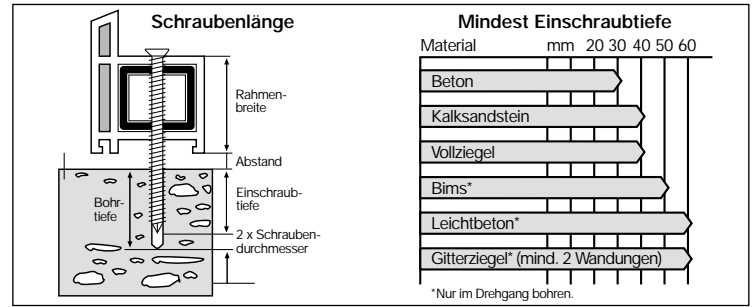 Schraubenlänge
Rahmen-
breite
Abstand
Einschraub-
tiefe
Bohr-
tiefe
2 x Schrauben-
durchmesser
Mindest Einschraubtiefe
Material mm 20 30 40 50 60
Beton
Kalksandstein
Vollziegel
Bims*
Leichtbeton*
Gitterziegel* (mind. 2 Wandungen)
*Nur im Drehgang bohren.